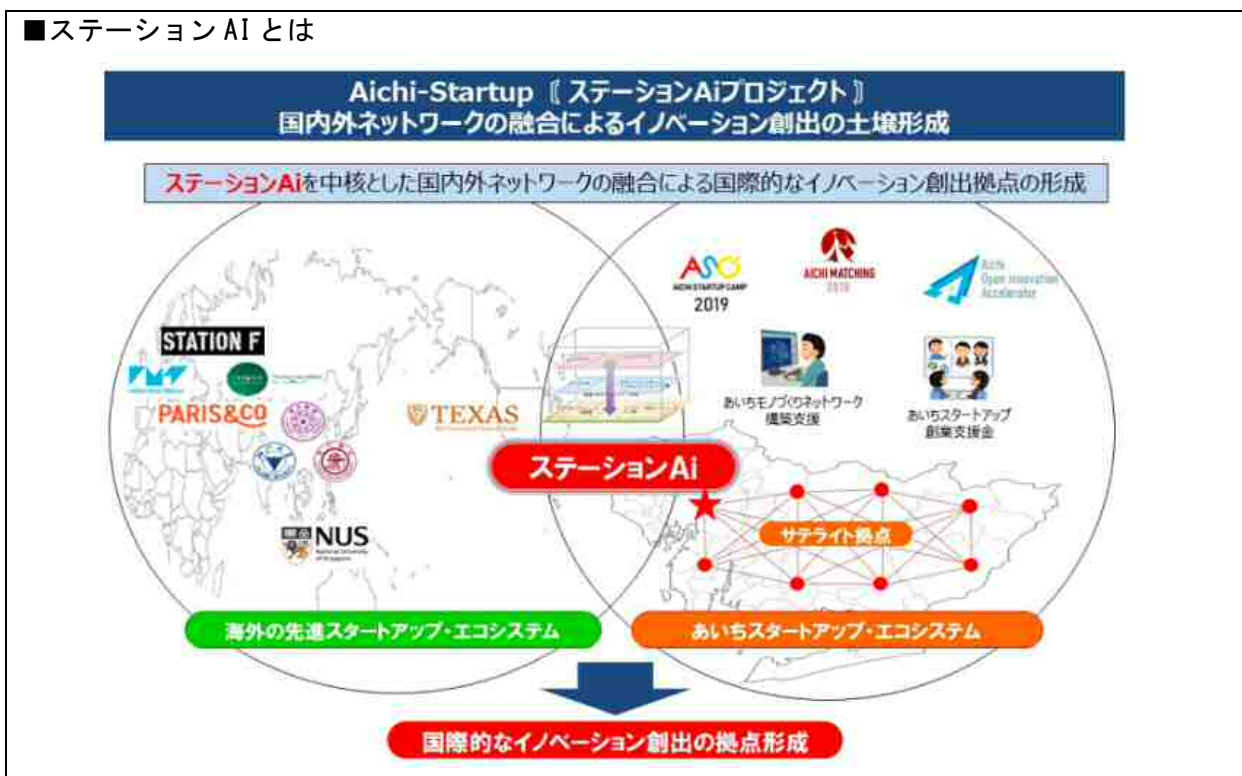 ■ステーション AI とは
Aichi-Startup 〖 ステーションAiプロジェクト 〗
国内外ネットワークの融合によるイノベーション創出の土壌形成
ステーションAiを中核とした国内外ネットワークの融合による国際的なイノベーション創出拠点の形成
ASC
AICHI STARTUP CAMP
2019
AICHI MATCHING
Aichi
Open Innovation
Accelerator
STATION F
PARIS&CO
TEXAS
あいちモノづくりネットワーク
構築支援
あいちスタートアップ
創業支援金
ステーションAi
サテライト拠点
NUS
National University
of Singapore
海外の先進スタートアップ・エコシステム
あいちスタートアップ・エコシステム
国際的なイノベーション創出の拠点形成